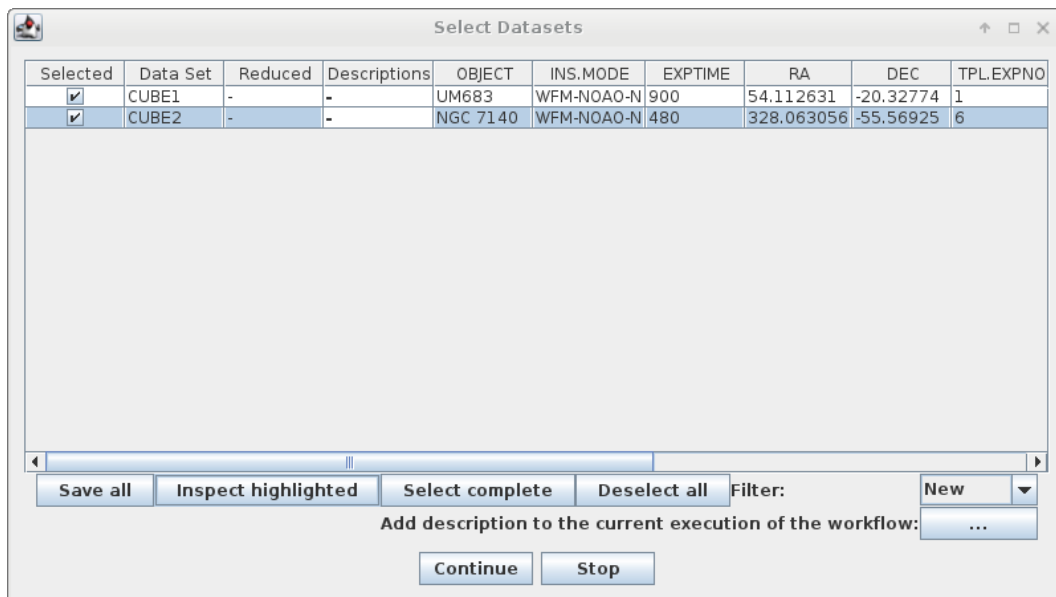 Select Datasets
Selected Data Set Reduced Descriptions OBJECT INS.MODE EXPTIME RA DEC TPL.EXPNO
CUBE1 - - UM683 WFM-NOAO-N 900 54.112631 -20.32774 1
CUBE2 - - NGC 7140 WFM-NOAO-N 480 328.063056 -55.56925 6
Save all Inspect highlighted Select complete Deselect all Filter: New
Add description to the current execution of the workflow: ...
Continue Stop